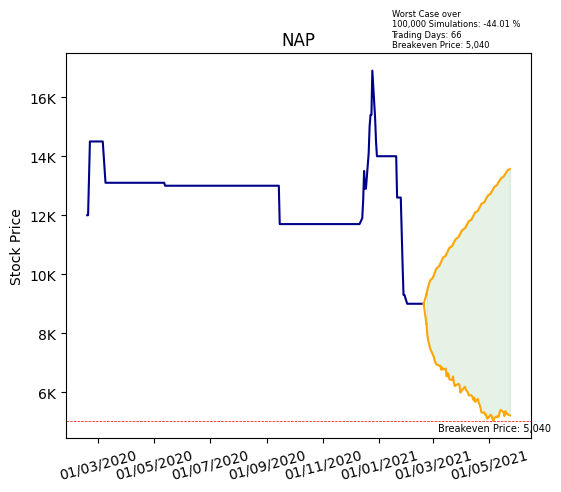 Worst Case over
100,000 Simulations: -44.01 %
Trading Days: 66
Breakeven Price: 5,040
NAP
Stock Price
16K
14K
12K
10K
8K
6K
Breakeven Price: 5,040
01/03/2020
01/05/2020
01/07/2020
01/09/2020
01/11/2020
01/01/2021
01/03/2021
01/05/2021